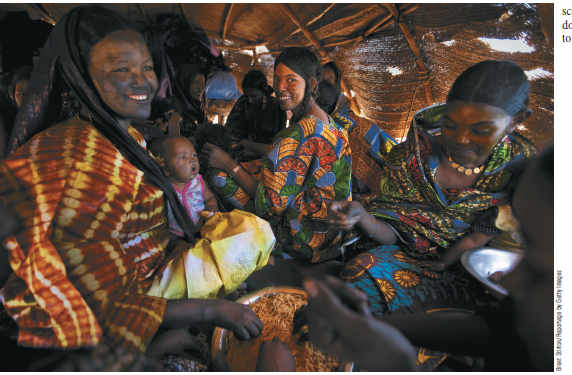 sc
do
to
Brent Stirton/Reportage by Getty Images